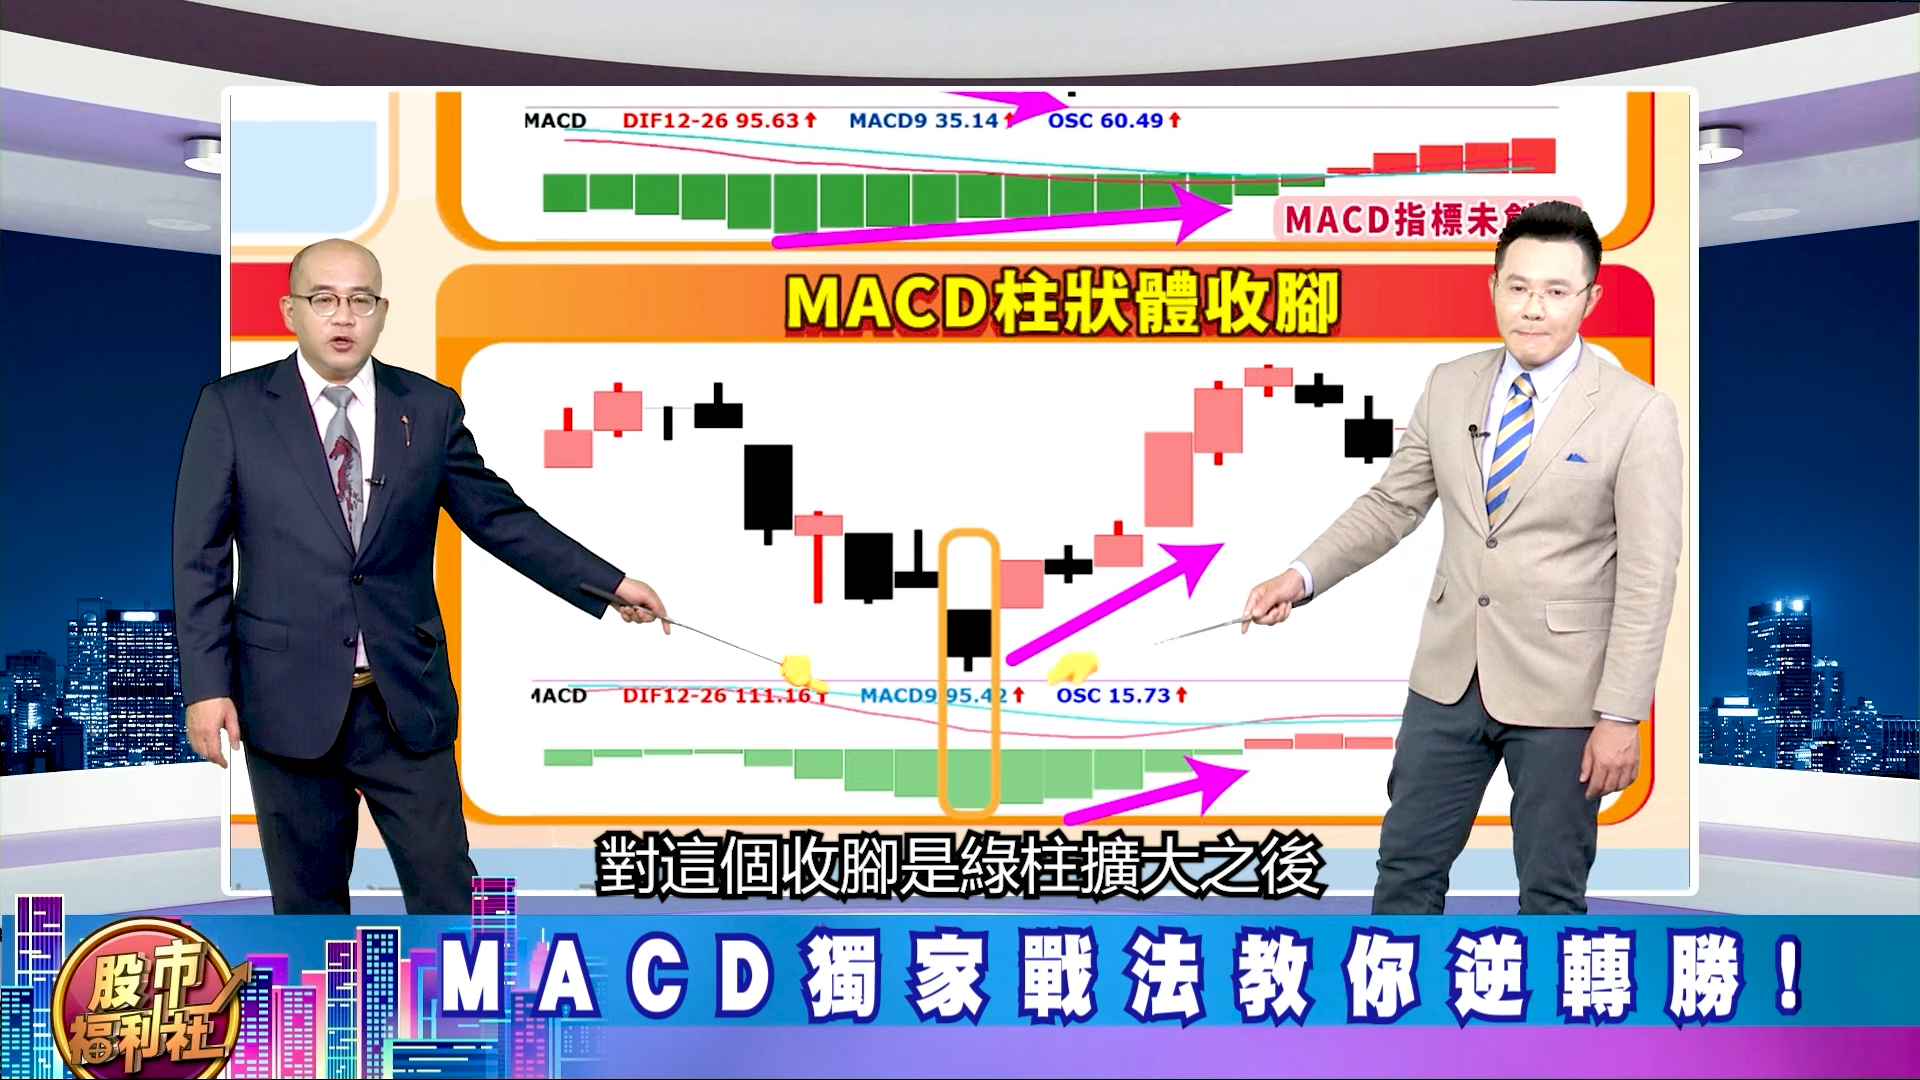 MACD DIF12-26 95.63↑ MACD9 35.14↑ OSC 60.49↑
MACD指標未
MACD柱狀體收腳
MACD DIF12-26 111.16↑ MACD9 95.42↑ OSC 15.73↑
對這個收腳是綠柱擴大之後
MACD獨家戰法教你逆轉勝!
股市
福利社